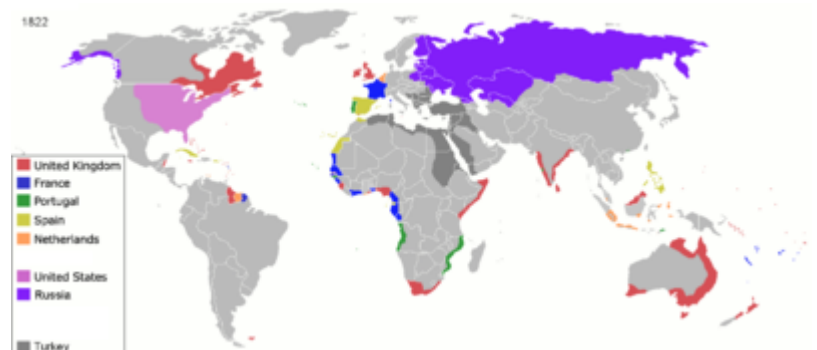 1822
United Kingdom
France
Portugal
Spain
Netherlands
United States
Russia
Turkey